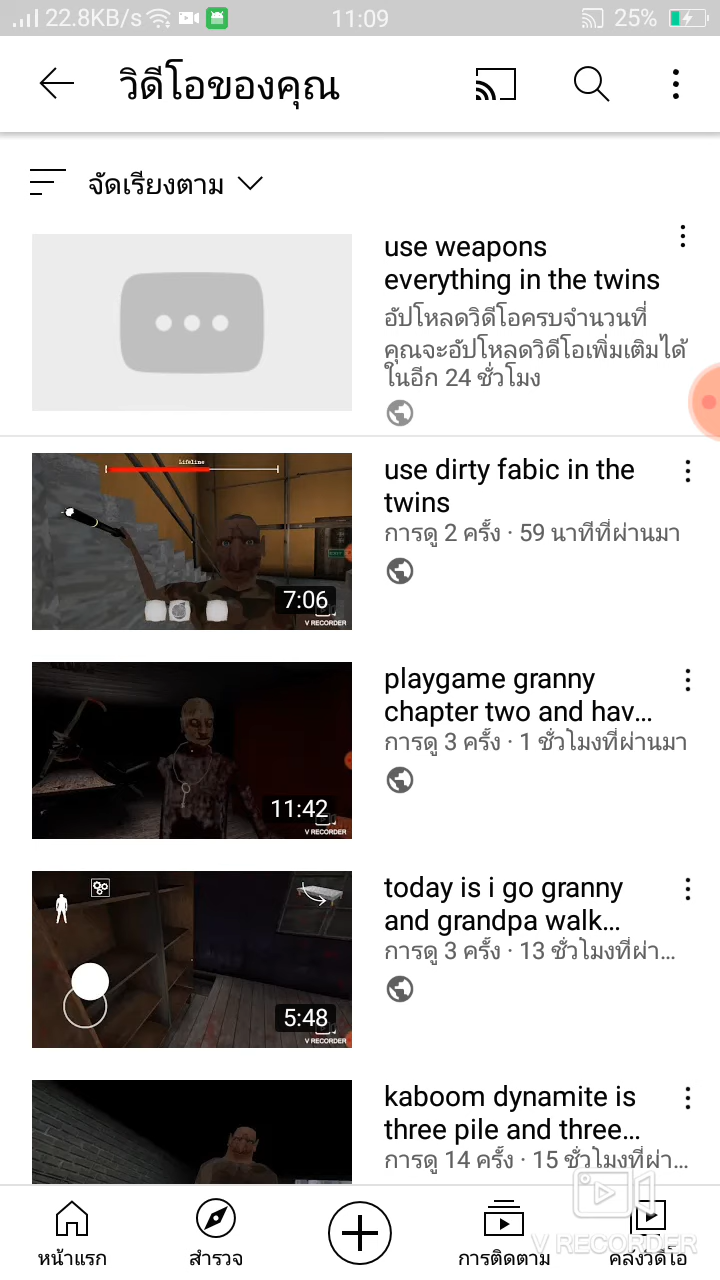 22.8KB/s
11:09
25%
วิดีโอของคุณ
จัดเรียงตาม
use weapons
everything in the twins
อัปโหลดวิดีโอครบจำนวนที่
คุณจะอัปโหลดวิดีโอเพิ่มเติมได้
ในอีก 24 ชั่วโมง
Lifeline
7:06
V RECORDER
use dirty fabic in the
twins
การดู 2 ครั้ง · 59 นาทีที่ผ่านมา
11:42
V RECORDER
playgame granny
chapter two and hav...
การดู 3 ครั้ง · 1 ชั่วโมงที่ผ่านมา
5:48
V RECORDER
today is i go granny
and grandpa walk...
การดู 3 ครั้ง · 13 ชั่วโมงที่ผ่า...
kaboom dynamite is
three pile and three...
การดู 14 ครั้ง · 15 ชั่วโมงที่ผ่า...
หน้าแรก
สำรวจ
การติดตาม
คลังวิดีโอ
V RECORDER